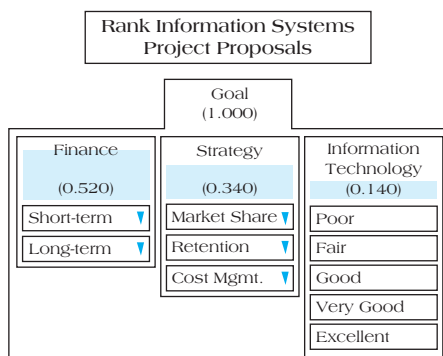 Rank Information Systems
Project Proposals
Goal
(1.000)
Finance
(0.520)
Short-term
Long-term
Strategy
(0.340)
Market Share
Retention
Cost Mgmt.
Information
Technology
(0.140)
Poor
Fair
Good
Very Good
Excellent